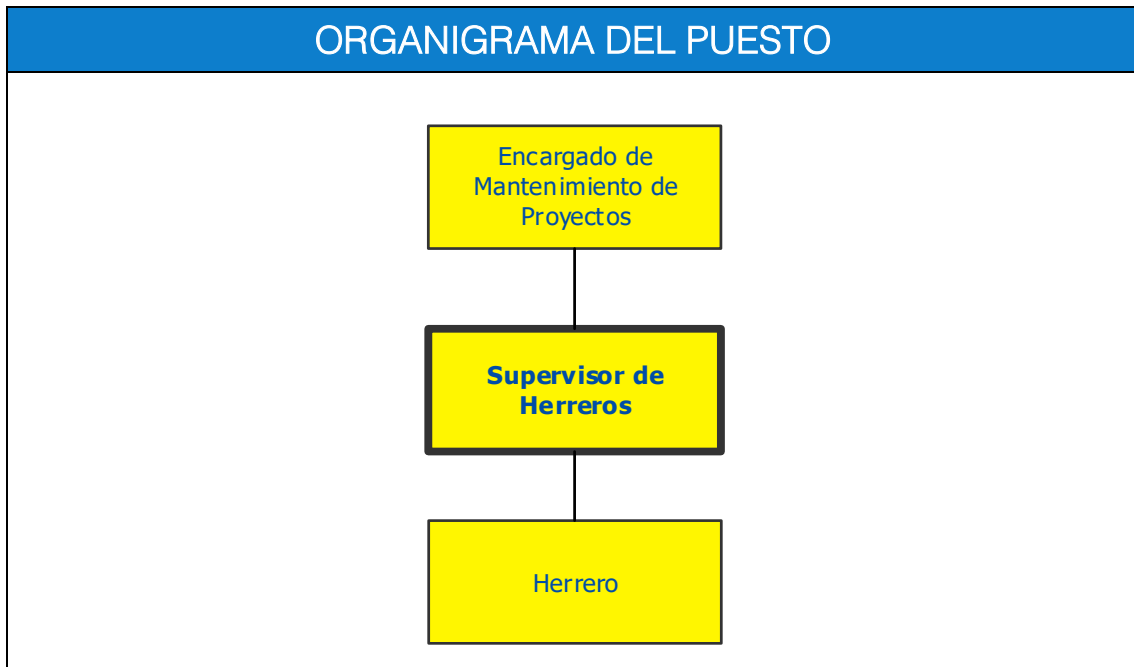 ORGANIGRAMA DEL PUESTO
Encargado de
Mantenimiento de
Proyectos
Supervisor de
Herreros
Herrero